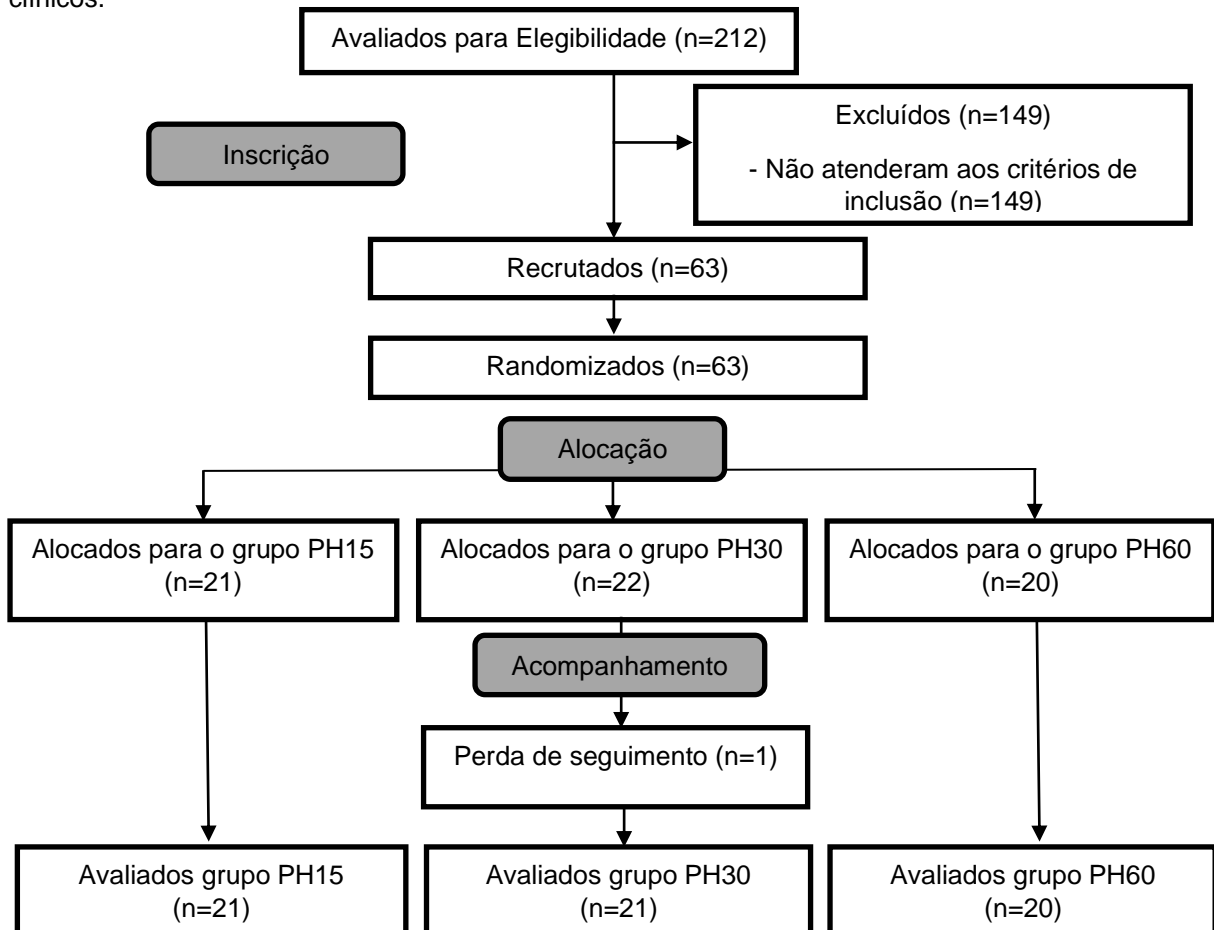 clínicos.
Avaliados para Elegibilidade (n=212)
Excluídos (n=149)
- Não atenderam aos critérios de
inclusão (n=149)
Inscrição
Recrutados (n=63)
Randomizados (n=63)
Alocação
Alocados para o grupo PH15
(n=21)
Alocados para o grupo PH30
(n=22)
Alocados para o grupo PH60
(n=20)
Acompanhamento
Perda de seguimento (n=1)
Avaliados grupo PH15
(n=21)
Avaliados grupo PH30
(n=21)
Avaliados grupo PH60
(n=20)